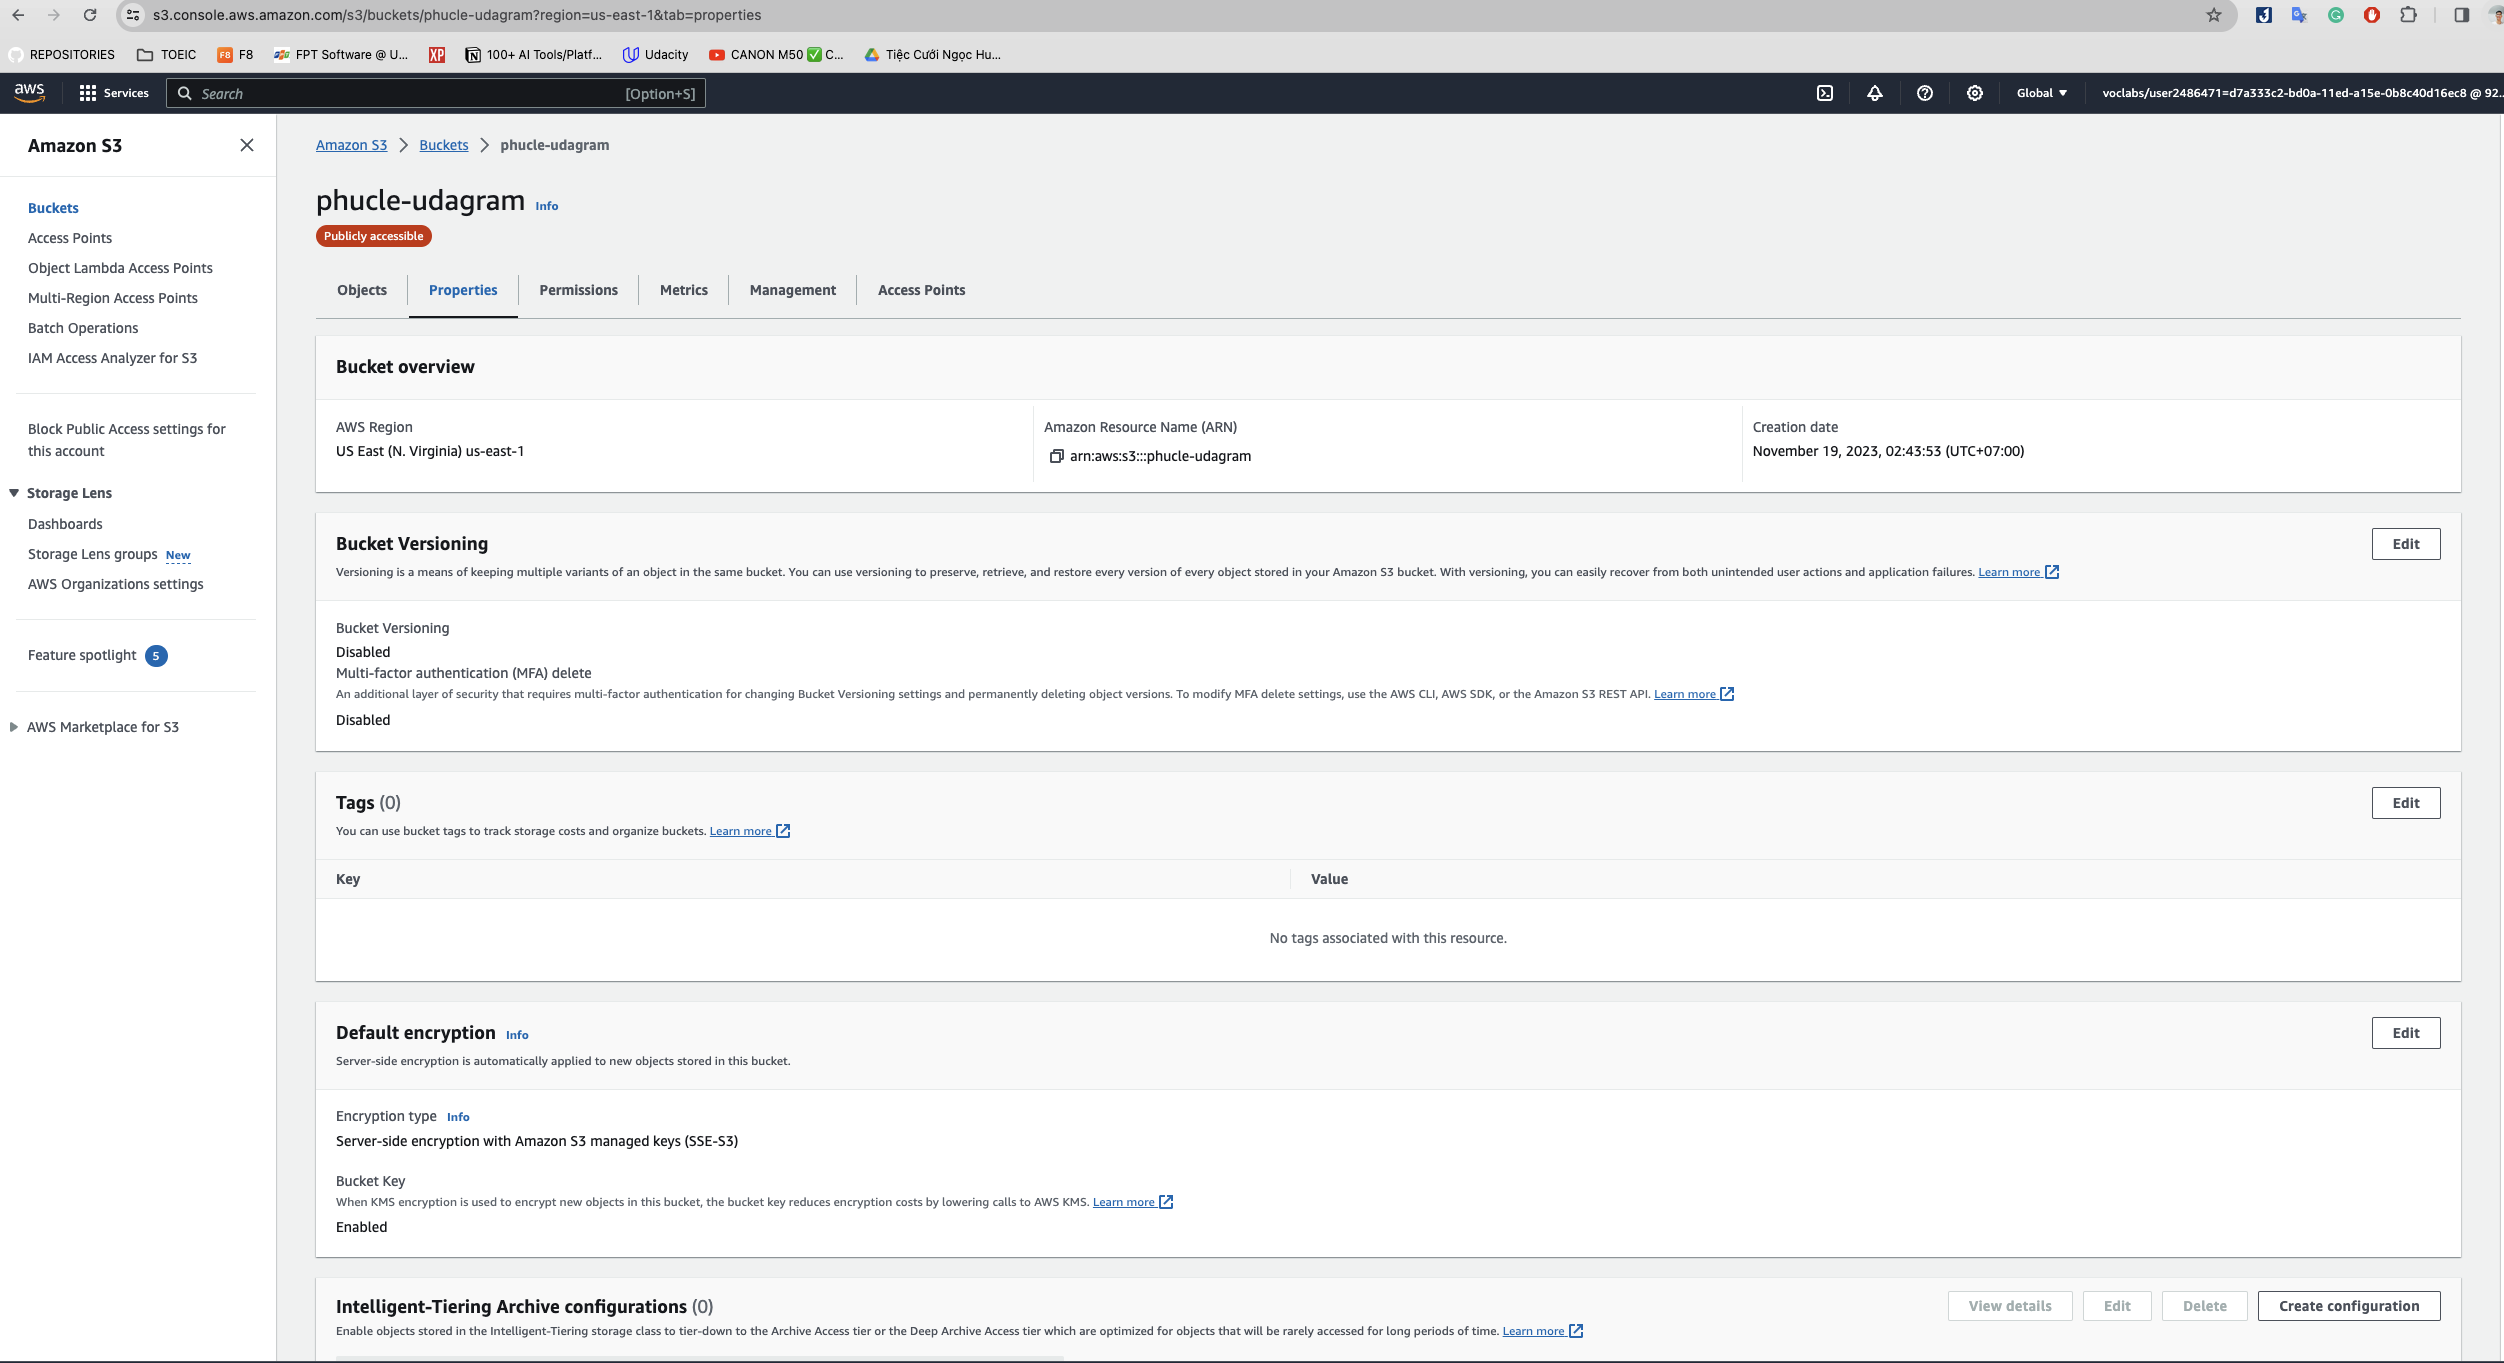 s3.console.aws.amazon.com/s3/buckets/phucle-udagram?region=us-east-1&tab=properties
REPOSITORIES TOEIC F8 F8 FPT Software @ U... XP 100+ AI Tools/Platf... Udacity CANON M50 ✅ C... Tiệc Cưới Ngọc Hu...
aws Services Search [Option+S] Global voclabs/user2486471=d7a333c2-bd0a-11ed-a15e-0b8c40d16ec8 @ 92..
Amazon S3
Buckets
Access Points
Object Lambda Access Points
Multi-Region Access Points
Batch Operations
IAM Access Analyzer for S3
Block Public Access settings for
this account
Storage Lens
Dashboards
Storage Lens groups New
AWS Organizations settings
Feature spotlight 5
AWS Marketplace for S3
Amazon S3 > Buckets > phucle-udagram
phucle-udagram Info
Publicly accessible
Objects Properties Permissions Metrics Management Access Points
Bucket overview
AWS Region
US East (N. Virginia) us-east-1
Amazon Resource Name (ARN)
arn:aws:s3:::phucle-udagram
Creation date
November 19, 2023, 02:43:53 (UTC+07:00)
Bucket Versioning
Edit
Versioning is a means of keeping multiple variants of an object in the same bucket. You can use versioning to preserve, retrieve, and restore every version of every object stored in your Amazon S3 bucket. With versioning, you can easily recover from both unintended user actions and application failures. Learn more
Bucket Versioning
Disabled
Multi-factor authentication (MFA) delete
An additional layer of security that requires multi-factor authentication for changing Bucket Versioning settings and permanently deleting object versions. To modify MFA delete settings, use the AWS CLI, AWS SDK, or the Amazon S3 REST API. Learn more
Disabled
Tags (0)
Edit
You can use bucket tags to track storage costs and organize buckets. Learn more
Key Value
No tags associated with this resource.
Default encryption Info
Edit
Server-side encryption is automatically applied to new objects stored in this bucket.
Encryption type Info
Server-side encryption with Amazon S3 managed keys (SSE-S3)
Bucket Key
When KMS encryption is used to encrypt new objects in this bucket, the bucket key reduces encryption costs by lowering calls to AWS KMS. Learn more
Enabled
Intelligent-Tiering Archive configurations (0)
View details Edit Delete Create configuration
Enable objects stored in the Intelligent-Tiering storage class to tier-down to the Archive Access tier or the Deep Archive Access tier which are optimized for objects that will be rarely accessed for long periods of time. Learn more